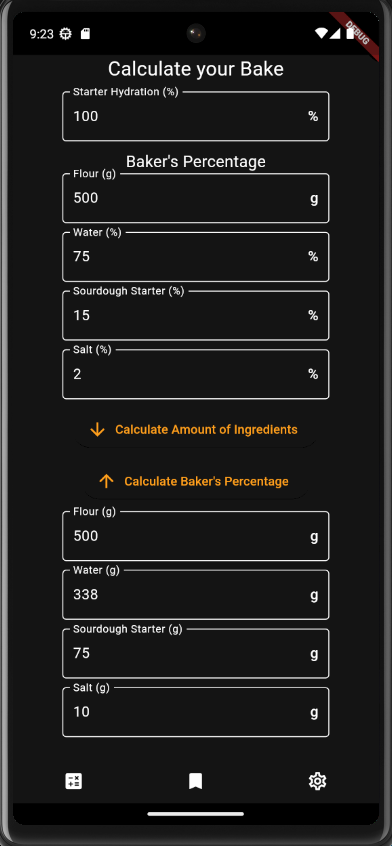 9:23
DEBUG
Calculate your Bake
Starter Hydration (%)
100 %
Baker's Percentage
Flour (g)
500 g
Water (%)
75 %
Sourdough Starter (%)
15 %
Salt (%)
2 %
Calculate Amount of Ingredients
Calculate Baker's Percentage
Flour (g)
500 g
Water (g)
338 g
Sourdough Starter (g)
75 g
Salt (g)
10 g